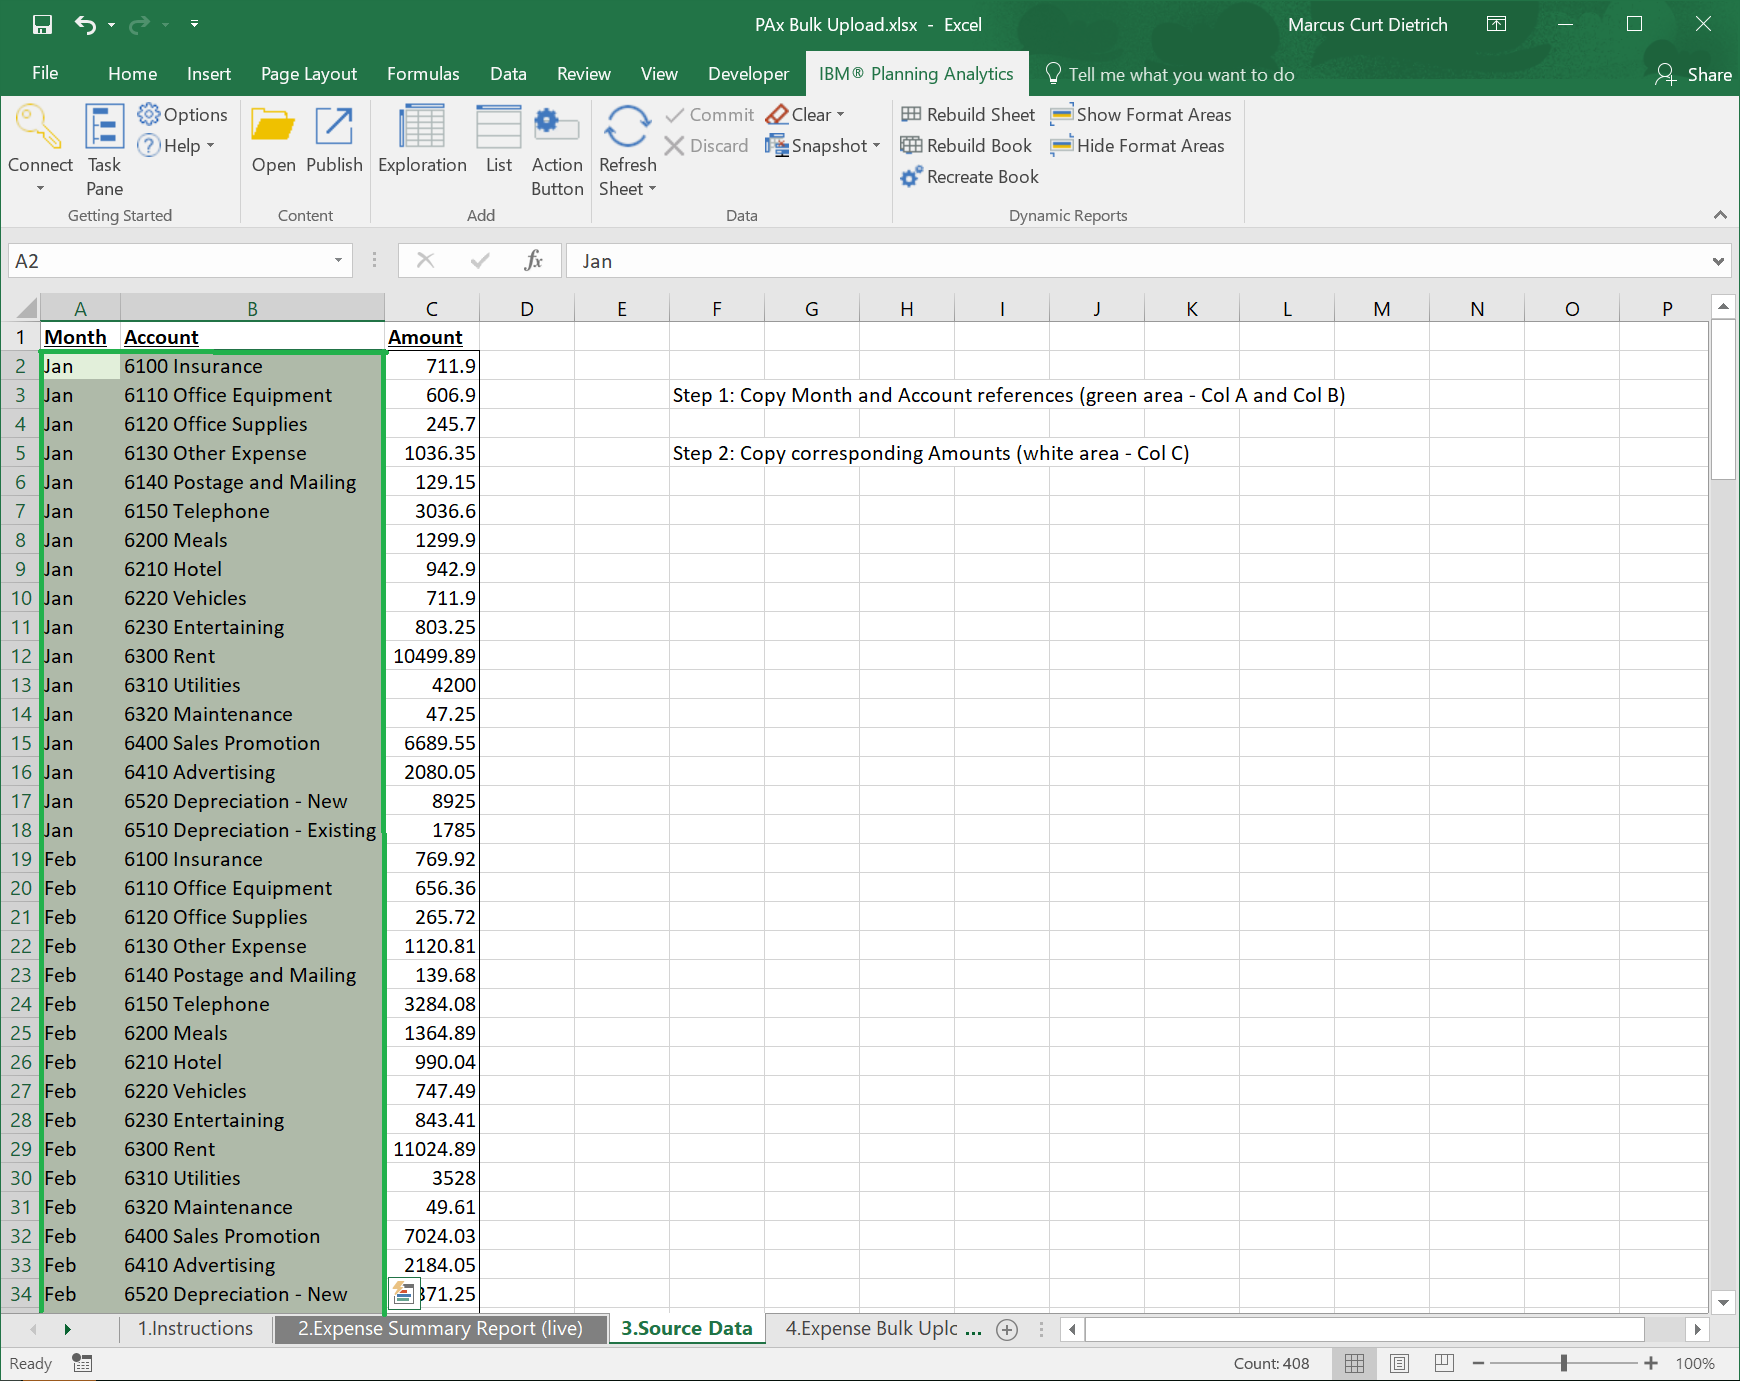 PAx Bulk Upload.xlsx - Excel
Marcus Curt Dietrich
File Home Insert Page Layout Formulas Data Review View Developer IBM® Planning Analytics Tell me what you want to do Share
Connect
Task Pane
Options
Help
Getting Started
Open Publish
Content
Exploration List Action Button
Add
Refresh Sheet
Commit
Discard
Clear
Snapshot
Data
Rebuild Sheet
Rebuild Book
Recreate Book
Show Format Areas
Hide Format Areas
Dynamic Reports
A2 fx Jan
A B C D E F G H I J K L M N O P
1 Month Account Amount
2 Jan 6100 Insurance 711.9
3 Jan 6110 Office Equipment 606.9 Step 1: Copy Month and Account references (green area - Col A and Col B)
4 Jan 6120 Office Supplies 245.7
5 Jan 6130 Other Expense 1036.35 Step 2: Copy corresponding Amounts (white area - Col C)
6 Jan 6140 Postage and Mailing 129.15
7 Jan 6150 Telephone 3036.6
8 Jan 6200 Meals 1299.9
9 Jan 6210 Hotel 942.9
10 Jan 6220 Vehicles 711.9
11 Jan 6230 Entertaining 803.25
12 Jan 6300 Rent 10499.89
13 Jan 6310 Utilities 4200
14 Jan 6320 Maintenance 47.25
15 Jan 6400 Sales Promotion 6689.55
16 Jan 6410 Advertising 2080.05
17 Jan 6520 Depreciation - New 8925
18 Jan 6510 Depreciation - Existing 1785
19 Feb 6100 Insurance 769.92
20 Feb 6110 Office Equipment 656.36
21 Feb 6120 Office Supplies 265.72
22 Feb 6130 Other Expense 1120.81
23 Feb 6140 Postage and Mailing 139.68
24 Feb 6150 Telephone 3284.08
25 Feb 6200 Meals 1364.89
26 Feb 6210 Hotel 990.04
27 Feb 6220 Vehicles 747.49
28 Feb 6230 Entertaining 843.41
29 Feb 6300 Rent 11024.89
30 Feb 6310 Utilities 3528
31 Feb 6320 Maintenance 49.61
32 Feb 6400 Sales Promotion 7024.03
33 Feb 6410 Advertising 2184.05
34 Feb 6520 Depreciation - New 371.25
1.Instructions 2.Expense Summary Report (live) 3.Source Data 4.Expense Bulk Uplc ...
Ready Count: 408 100%